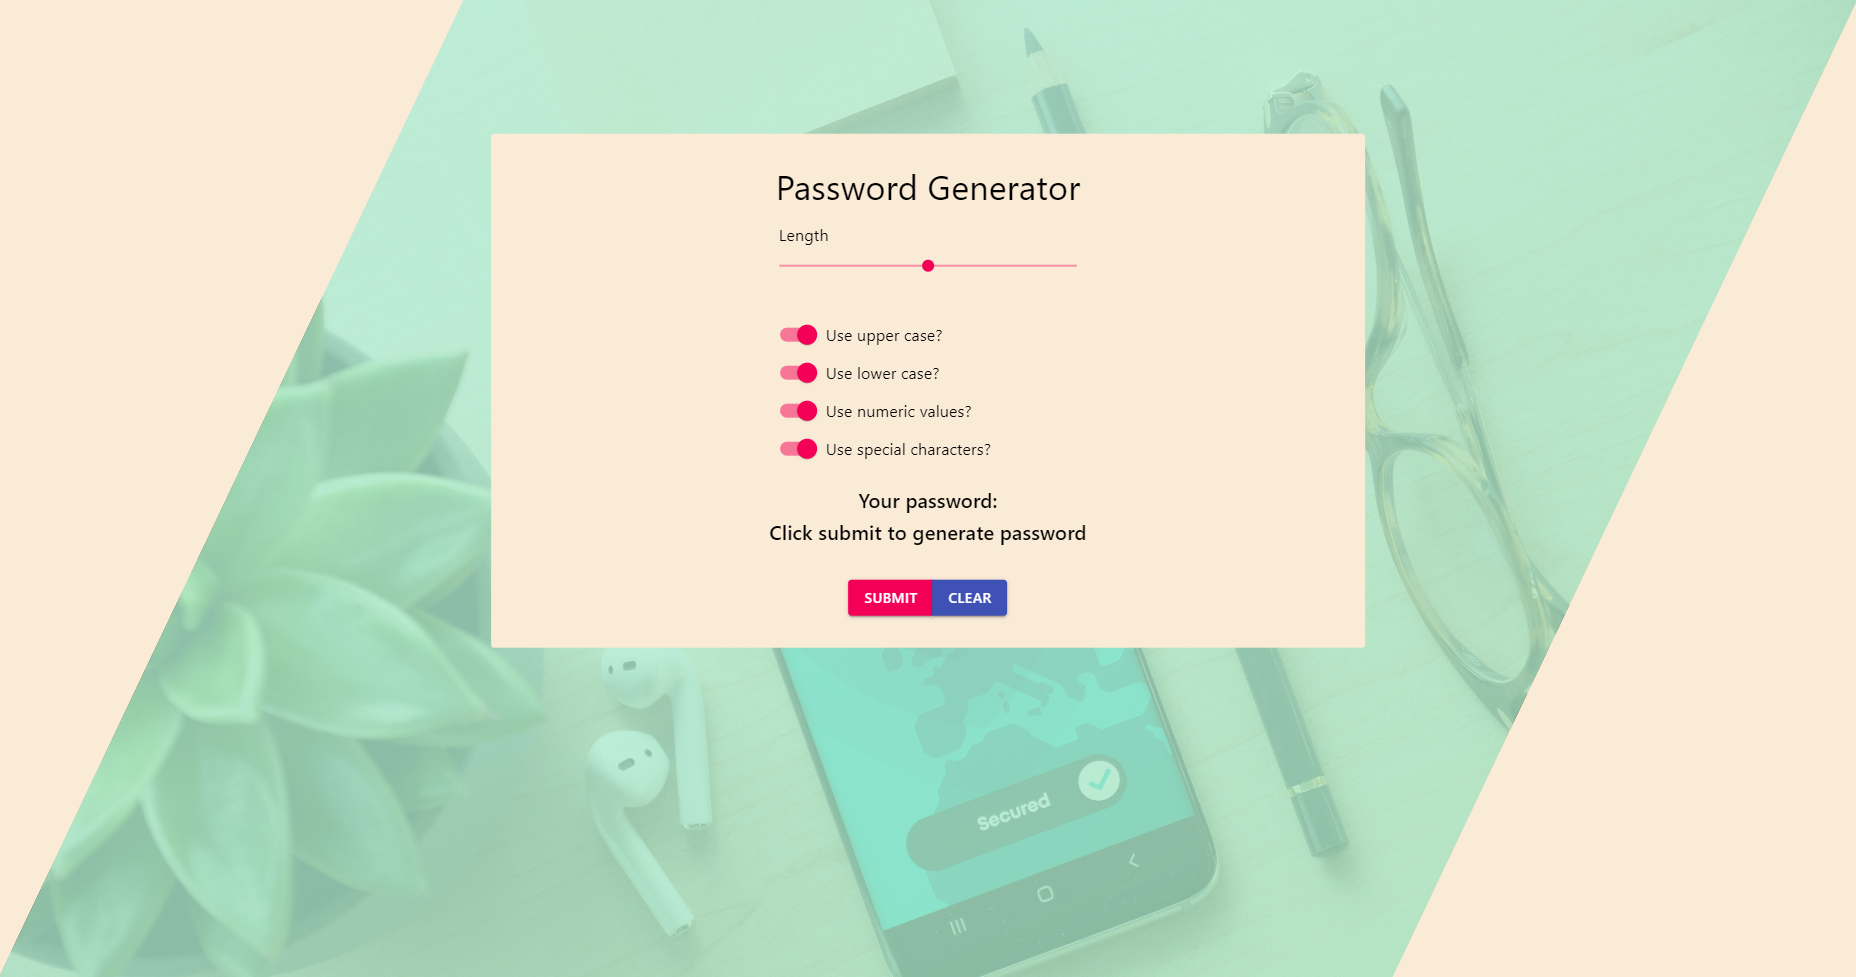 Password Generator
Length
Use upper case?
Use lower case?
Use numeric values?
Use special characters?
Your password:
Click submit to generate password
SUBMIT CLEAR
Secured